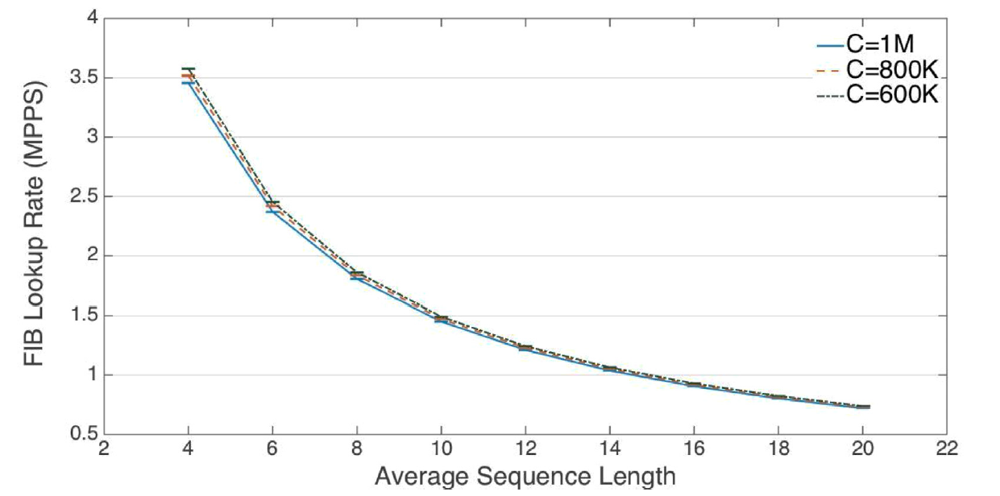 4
3.5
3
2.5
2
1.5
1
0.5
FIB Lookup Rate (MPPS)
C=1M
C=800K
C=600K
2 4 6 8 10 12 14 16 18 20 22
Average Sequence Length